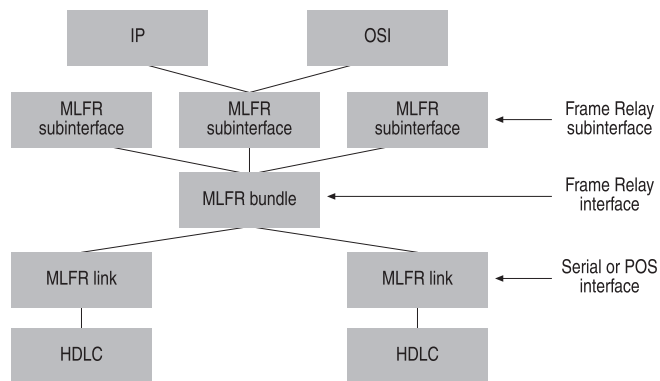 IP
OSI
MLFR
subinterface
MLFR
subinterface
MLFR
subinterface
Frame Relay
subinterface
MLFR bundle
Frame Relay
interface
MLFR link
MLFR link
Serial or POS
interface
HDLC
HDLC